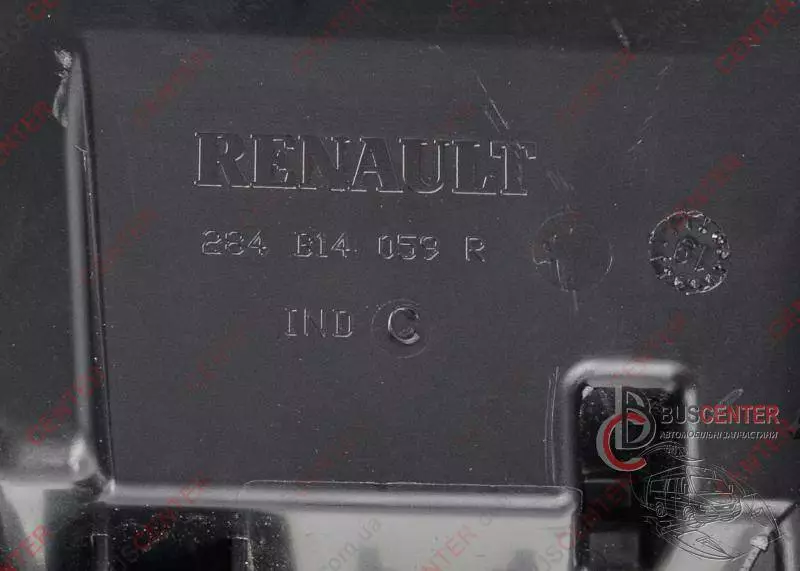 RENAULT
284 B14 059 R
IND C
BUSCENTER
АВТОМОБІЛЬНІ ЗАПЧАСТИНИ